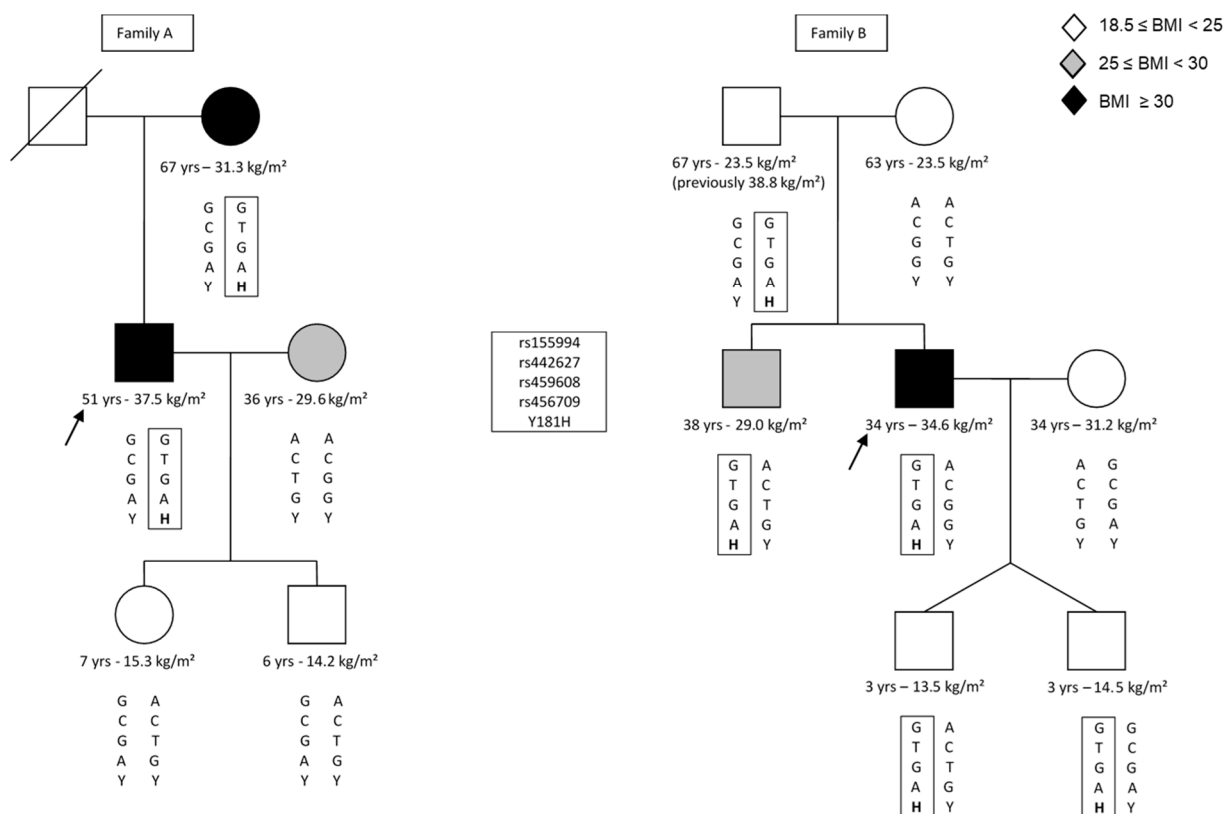 Family A
Family B
18.5 ≤ BMI < 25
25 ≤ BMI < 30
BMI ≥ 30
67 yrs – 31.3 kg/m²
G G
C T
G G
A A
Y H
67 yrs - 23.5 kg/m²
(previously 38.8 kg/m²)
G G
C T
G G
A A
Y H
63 yrs - 23.5 kg/m²
A A
C C
G T
G G
Y Y
51 yrs - 37.5 kg/m²
G G
C T
G G
A A
Y H
36 yrs - 29.6 kg/m²
A A
C C
T G
G G
Y Y
rs155994
rs442627
rs459608
rs456709
Y181H
38 yrs - 29.0 kg/m²
G A
T C
G T
A G
H Y
34 yrs – 34.6 kg/m²
G A
T C
G G
A G
H Y
34 yrs – 31.2 kg/m²
A G
C C
T G
G A
Y Y
7 yrs - 15.3 kg/m²
G A
C C
G T
A G
Y Y
6 yrs - 14.2 kg/m²
G A
C C
G T
A G
Y Y
3 yrs – 13.5 kg/m²
G A
T C
G T
A G
H Y
3 yrs – 14.5 kg/m²
G G
T C
G G
A A
H Y